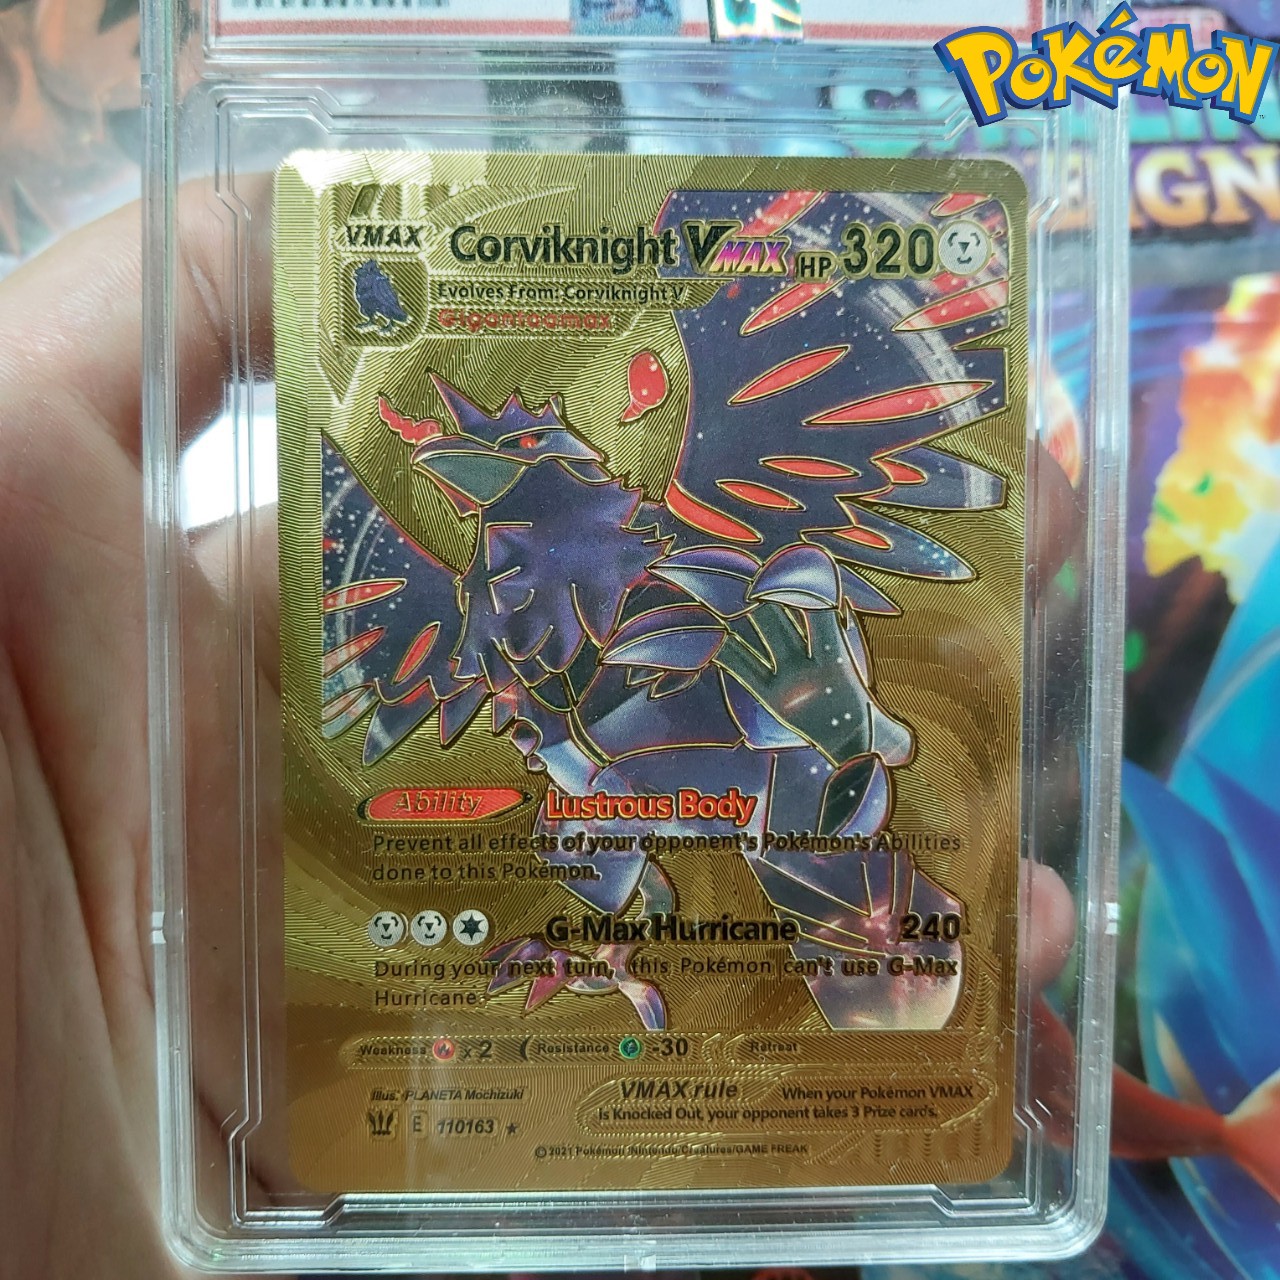 POKéMON
EIGN
VMAX
Corviknight VMAX HP 320
Evolves From: Corviknight V
Gigantoamax
Ability Lustrous Body
Prevent all effects of your opponent's Pokémon's Abilities
done to this Pokémon.
G-Max Hurricane 240
During your next turn, this Pokémon can't use G-Max
Hurricane.
Weakness x 2 Resistance -30 Retreat
Illus. PLANETA Mochizuki
VMAX rule When your Pokémon VMAX
is Knocked Out, your opponent takes 3 Prize cards.
E 110163 ★
©2021 Pokémon/Nintendo/Creatures/GAME FREAK